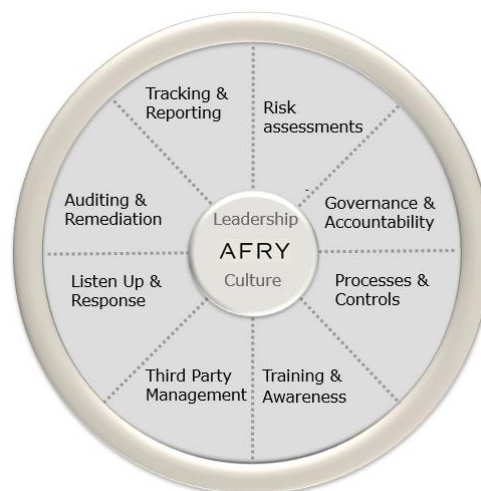 Tracking &
Reporting
Risk
assessments
Auditing &
Remediation
Leadership
AFRY
Culture
Governance &
Accountability
Listen Up &
Response
Processes &
Controls
Third Party
Management
Training &
Awareness